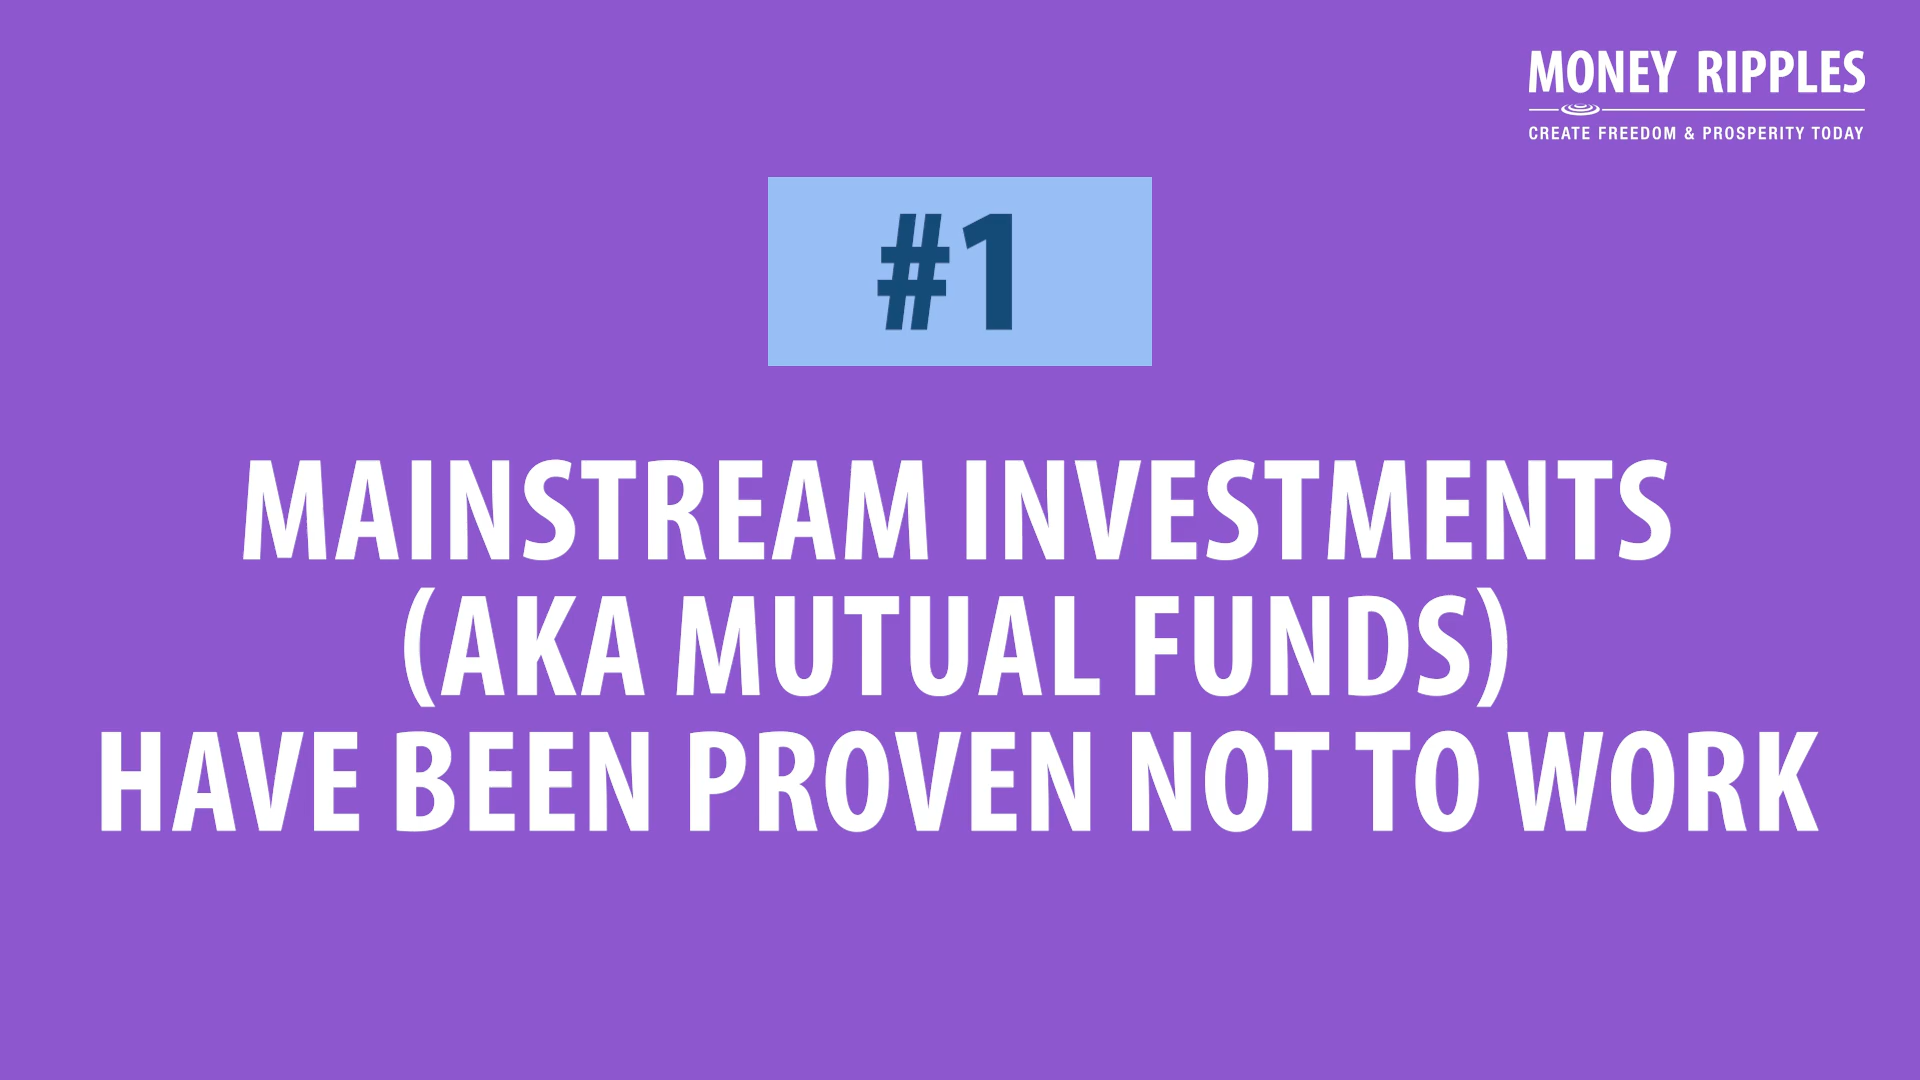 MONEY RIPPLES
CREATE FREEDOM & PROSPERITY TODAY
#1
MAINSTREAM INVESTMENTS
(AKA MUTUAL FUNDS)
HAVE BEEN PROVEN NOT TO WORK